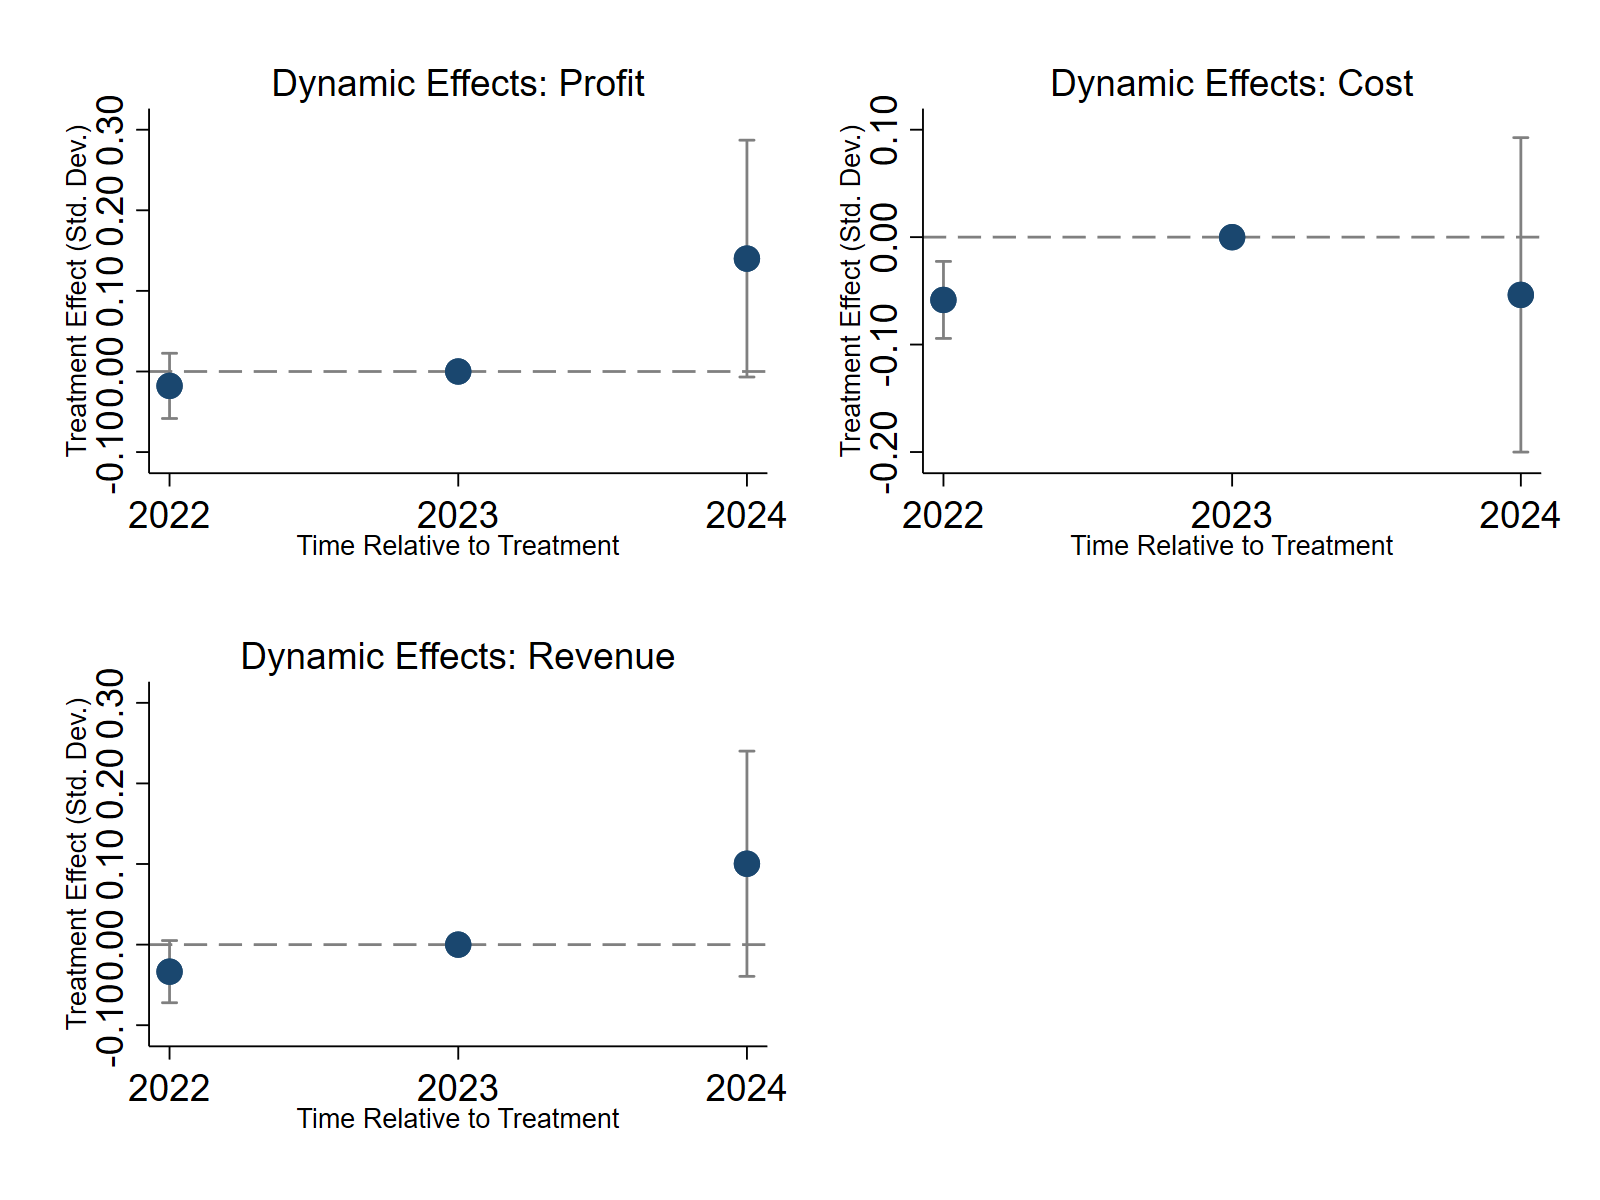 Dynamic Effects: Profit
Treatment Effect (Std. Dev.)
0.30
0.20
0.10
0.00
-0.10
2022 2023 2024
Time Relative to Treatment
Dynamic Effects: Cost
Treatment Effect (Std. Dev.)
0.10
0.00
-0.10
-0.20
2022 2023 2024
Time Relative to Treatment
Dynamic Effects: Revenue
Treatment Effect (Std. Dev.)
0.30
0.20
0.10
0.00
-0.10
2022 2023 2024
Time Relative to Treatment